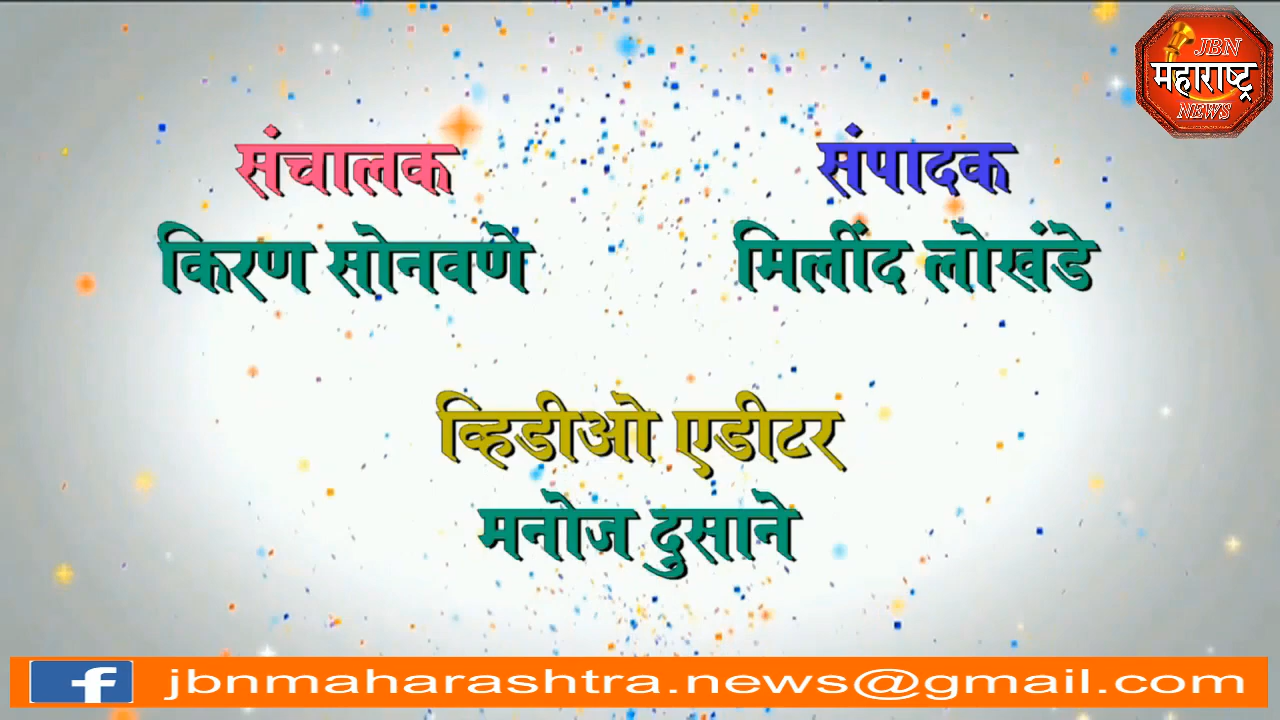 JBN
महाराष्ट्र
NEWS
संचालक
संपादक
किरण सोनवणे
मिलींद लोखंडे
व्हिडीओ एडीटर
मनोज दुसाने
f jbnmaharashtra.news@gmail.com